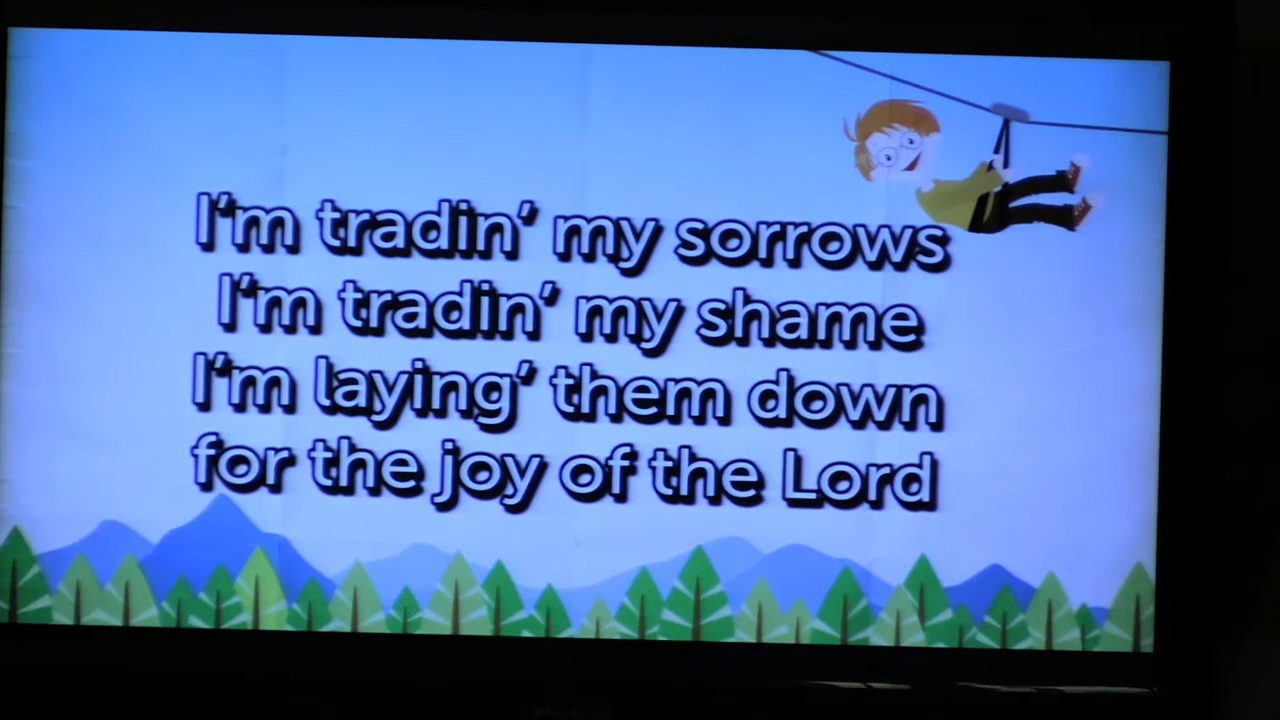 I'm tradin' my sorrows
I'm tradin' my shame
I'm laying' them down
for the joy of the Lord